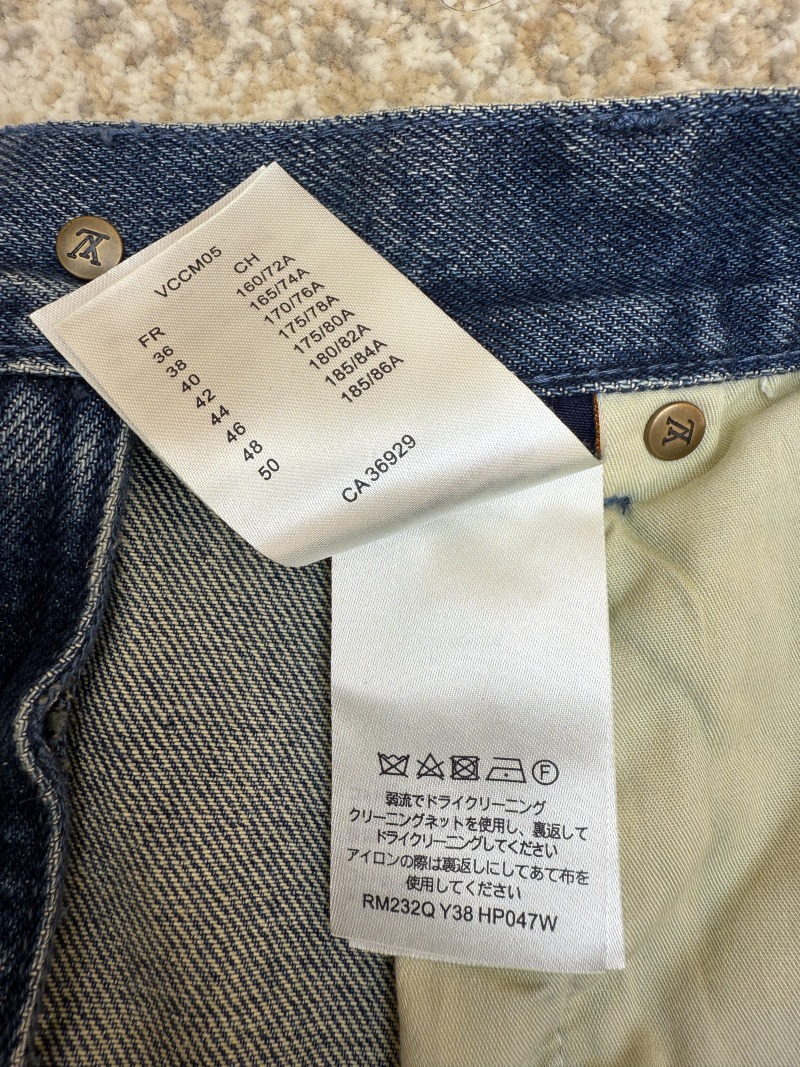 VCCM05
FR CH
36 160/72A
38 165/74A
40 170/76A
42 175/78A
44 175/80A
46 180/82A
48 185/84A
50 185/86A
CA 36929
F
弱流でドライクリーニング
クリーニングネットを使用し、裏返して
ドライクリーニングしてください
アイロンの際は裏返しにしてあて布を
使用してください
RM232Q Y38 HP047W
LV
LV